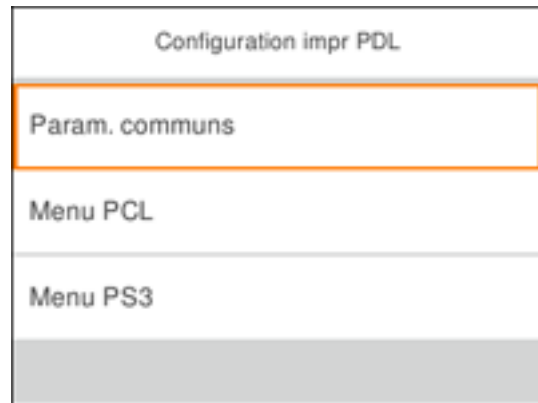 Configuration impr PDL
Param. communs
Menu PCL
Menu PS3